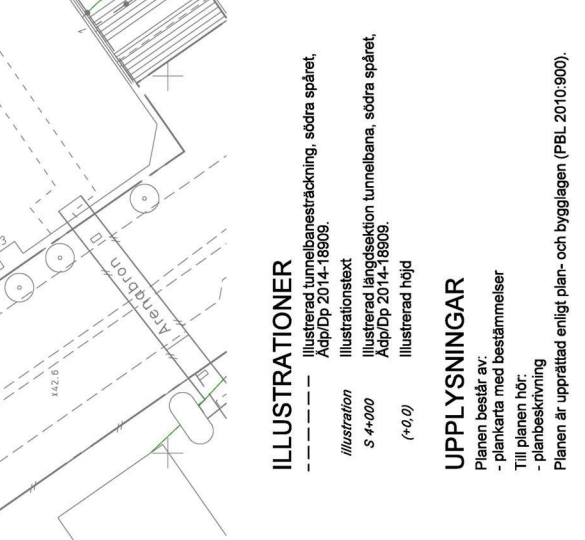 Arenabron
x42.6
ILLUSTRATIONER
Illustrerad tunnelbanesträckning, södra spåret,
Ädp/Dp 2014-18909.
illustration Illustrationstext
S 4+000 Illustrerad längdsektion tunnelbana, södra spåret,
Ädp/Dp 2014-18909.
(+0,0) Illustrerad höjd
UPPLYSNINGAR
Planen består av:
- plankarta med bestämmelser
Till planen hör:
- planbeskrivning
Planen är upprättad enligt plan- och bygglagen (PBL 2010:900).